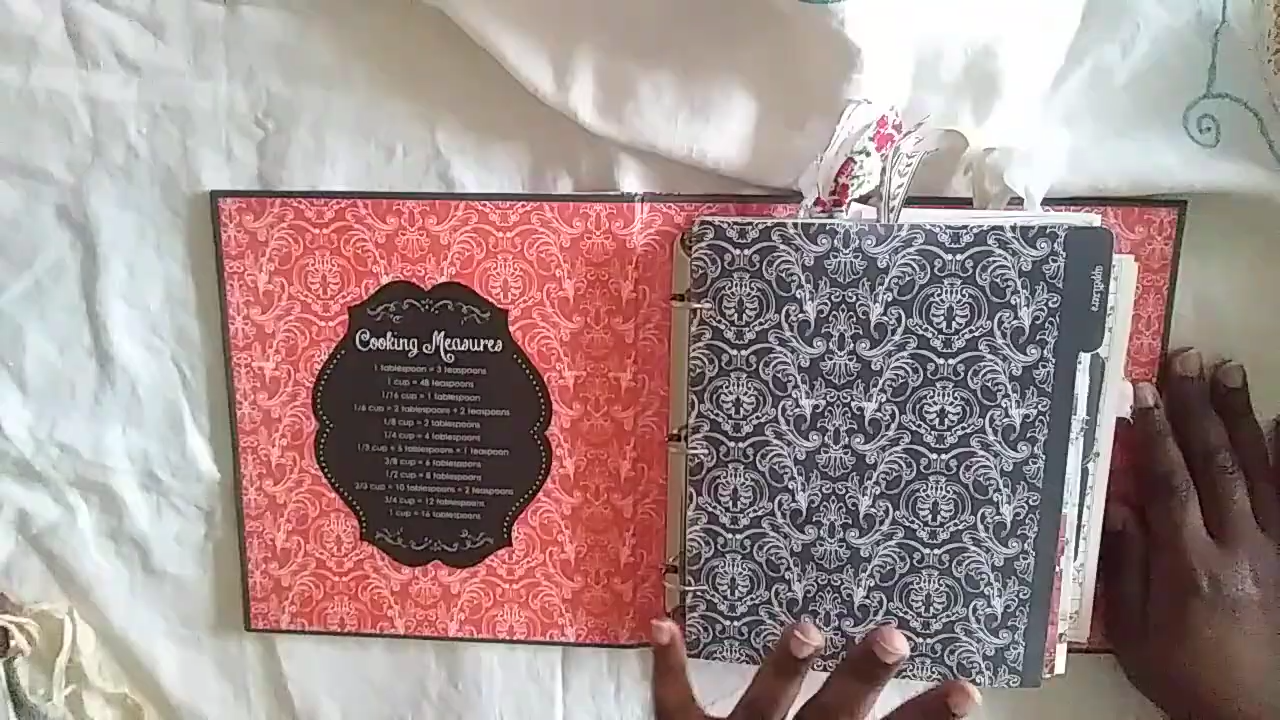 Cooking Measures
1 tablespoon = 3 teaspoons
1 cup = 48 teaspoons
1/16 cup = 1 tablespoon
1/6 cup = 2 tablespoons + 2 teaspoons
1/8 cup = 2 tablespoons
1/4 cup = 4 tablespoons
1/3 cup = 5 tablespoons + 1 teaspoon
3/8 cup = 6 tablespoons
1/2 cup = 8 tablespoons
2/3 cup = 10 tablespoons + 2 teaspoons
3/4 cup = 12 tablespoons
1 cup = 16 tablespoons
appetizers